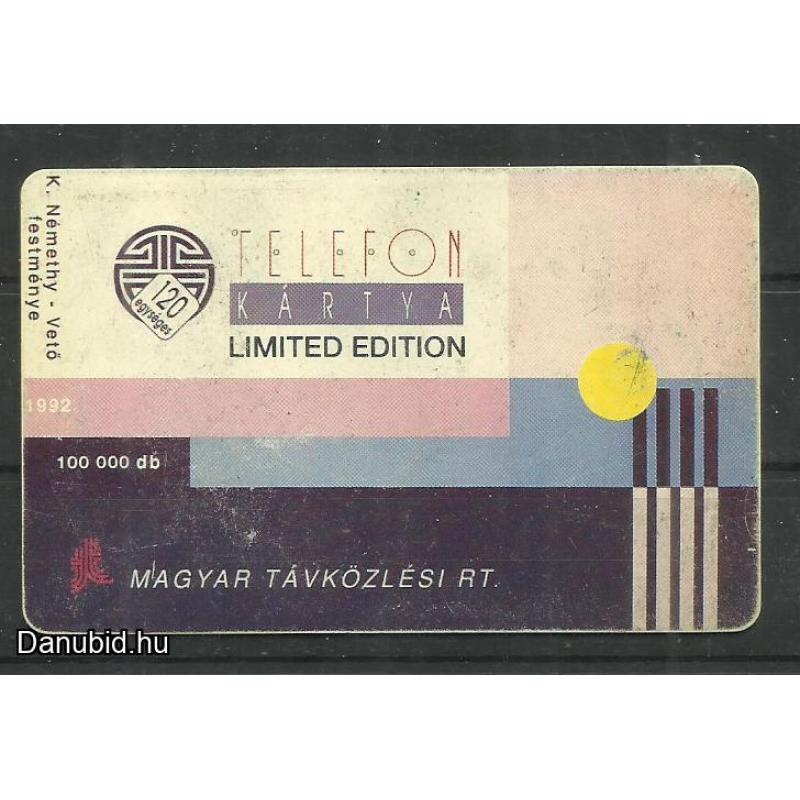 K. Némethy - Vető
festménye
TELEFON
KÁRTYA
120
egységes
LIMITED EDITION
1992
100 000 db
MAGYAR TÁVKÖZLÉSI RT.
Danubid.hu